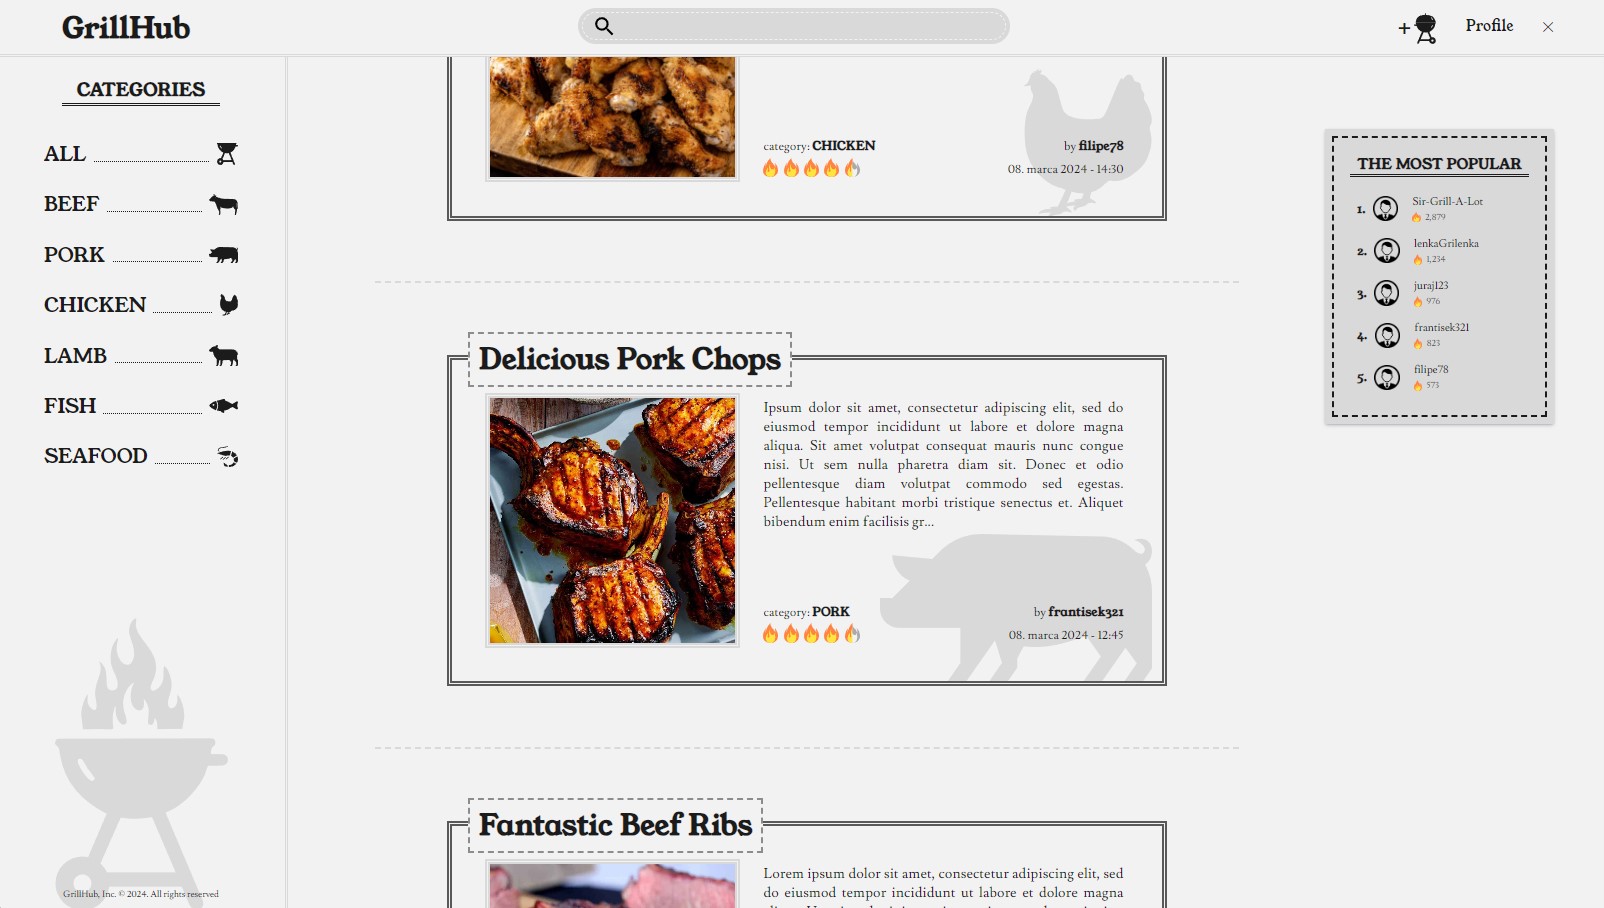 GrillHub
+
Profile
CATEGORIES
ALL
BEEF
PORK
CHICKEN
LAMB
FISH
SEAFOOD
GrillHub, Inc. © 2024. All rights reserved
category: CHICKEN
by filipe78
08. marca 2024 - 14:30
Delicious Pork Chops
Ipsum dolor sit amet, consectetur adipiscing elit, sed do
eiusmod tempor incididunt ut labore et dolore magna
aliqua. Sit amet volutpat consequat mauris nunc congue
nisi. Ut sem nulla pharetra diam sit. Donec et odio
pellentesque diam volutpat commodo sed egestas.
Pellentesque habitant morbi tristique senectus et. Aliquet
bibendum enim facilisis gr...
category: PORK
by frantisek321
08. marca 2024 - 12:45
Fantastic Beef Ribs
Lorem ipsum dolor sit amet, consectetur adipiscing elit, sed
do eiusmod tempor incididunt ut labore et dolore magna
THE MOST POPULAR
1. Sir-Grill-A-Lot
2,879
2. lenkaGrilenka
1,234
3. juraj123
976
4. frantisek321
823
5. filipe78
573